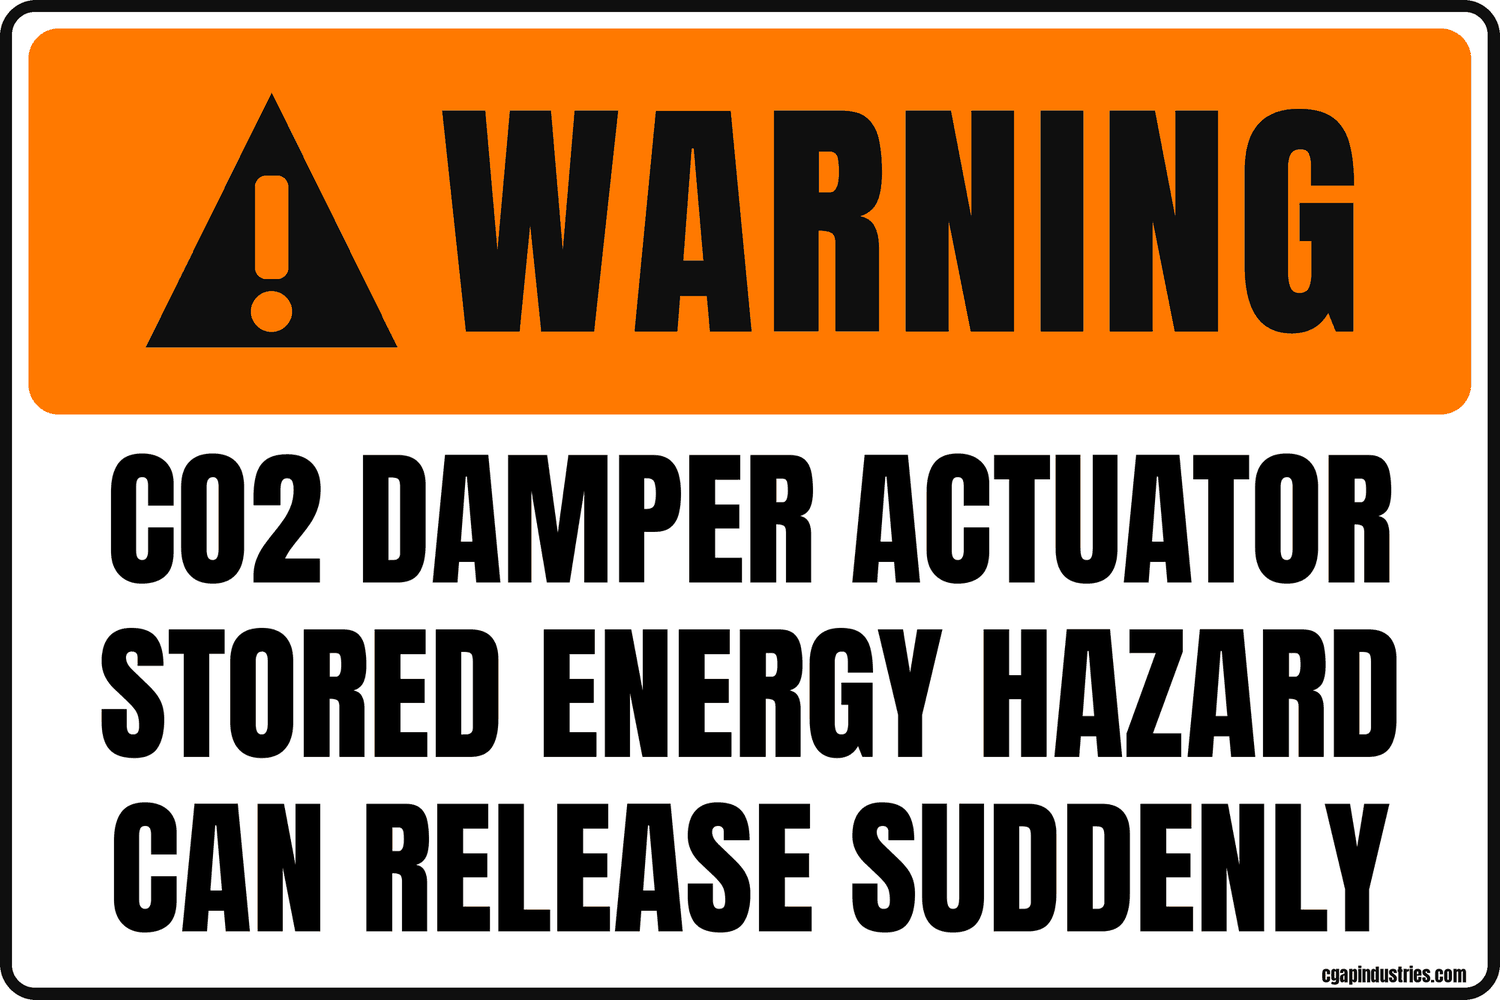 WARNING
CO2 DAMPER ACTUATOR
STORED ENERGY HAZARD
CAN RELEASE SUDDENLY
cgapindustries.com